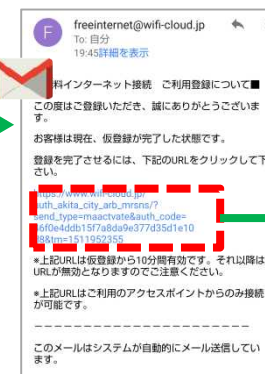 F
freeinternet@wifi-cloud.jp
To: 自分
19:45詳細を表示
料インターネット接続 ご利用登録について■
この度はご登録いただき、誠にありがとうございま
す。
お客様は現在、仮登録が完了した状態です。
登録を完了させるには、下記のURLをクリックして下
さい。
https://www.wifi-cloud.jp/
auth_akita_city_arb_mrsns/?
send_type=maactivate&auth_code=
46f0e4ddb15f7a8da9e377d35d1e10
08&tm=1511952355
*上記URLは仮登録から10分間有効です。それ以降は
URLが無効となりますのでご注意ください。
*上記URLはご利用のアクセスポイントからのみ接続
が可能です。
－－－－－－－－－－－－－－－－－－－－－－－
このメールはシステムが自動的にメール送信してい
ます。